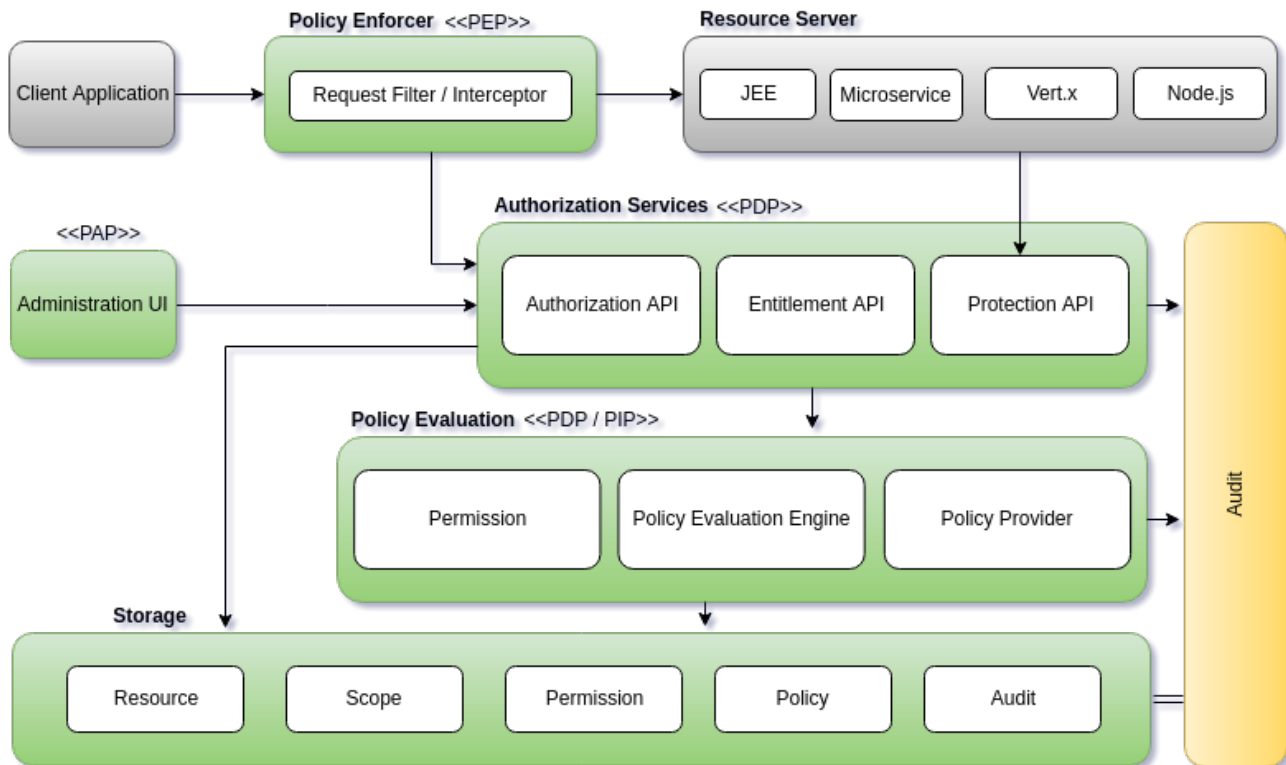 Policy Enforcer <<PEP>>
Resource Server
Client Application
Request Filter / Interceptor
JEE
Microservice
Vert.x
Node.js
Authorization Services <<PDP>>
<<PAP>>
Administration UI
Authorization API
Entitlement API
Protection API
Policy Evaluation <<PDP / PIP>>
Permission
Policy Evaluation Engine
Policy Provider
Audit
Storage
Resource
Scope
Permission
Policy
Audit